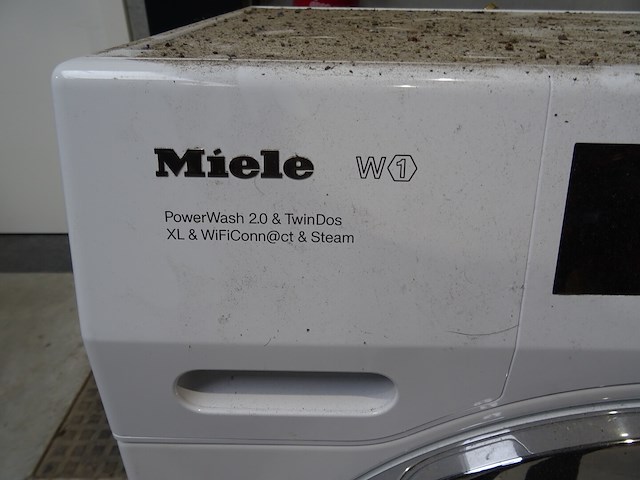 Miele W1
PowerWash 2.0 & TwinDos
XL & WiFiConn@ct & Steam